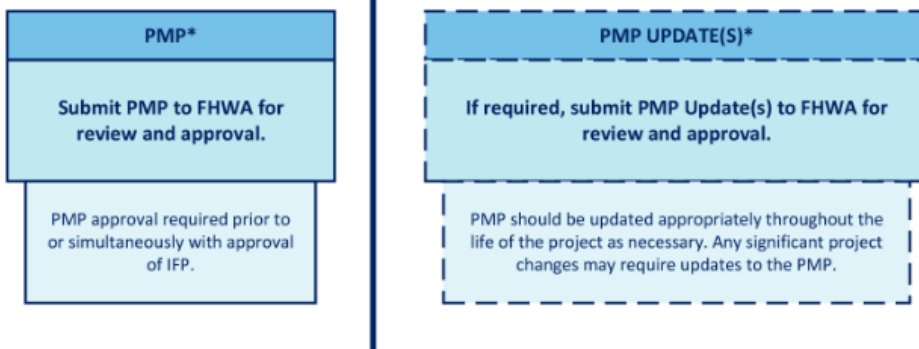 PMP*
Submit PMP to FHWA for
review and approval.
PMP approval required prior to
or simultaneously with approval
of IFP.
PMP UPDATE(S)*
If required, submit PMP Update(s) to FHWA for
review and approval.
PMP should be updated appropriately throughout the
life of the project as necessary. Any significant project
changes may require updates to the PMP.